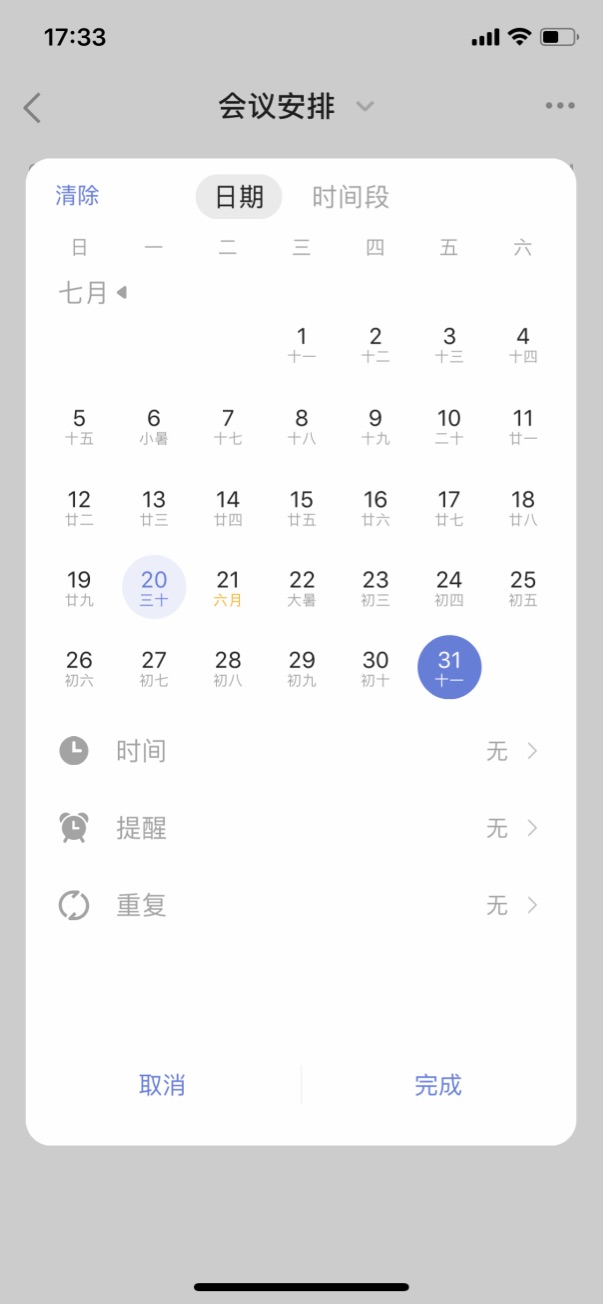 17:33
会议安排
清除 日期 时间段
日 一 二 三 四 五 六
七月
1 2 3 4
十一 十二 十三 十四
5 6 7 8 9 10 11
十五 小暑 十七 十八 十九 二十 廿一
12 13 14 15 16 17 18
廿二 廿三 廿四 廿五 廿六 廿七 廿八
19 20 21 22 23 24 25
廿九 三十 六月 大暑 初三 初四 初五
26 27 28 29 30 31
初六 初七 初八 初九 初十 十一
时间 无
提醒 无
重复 无
取消 完成